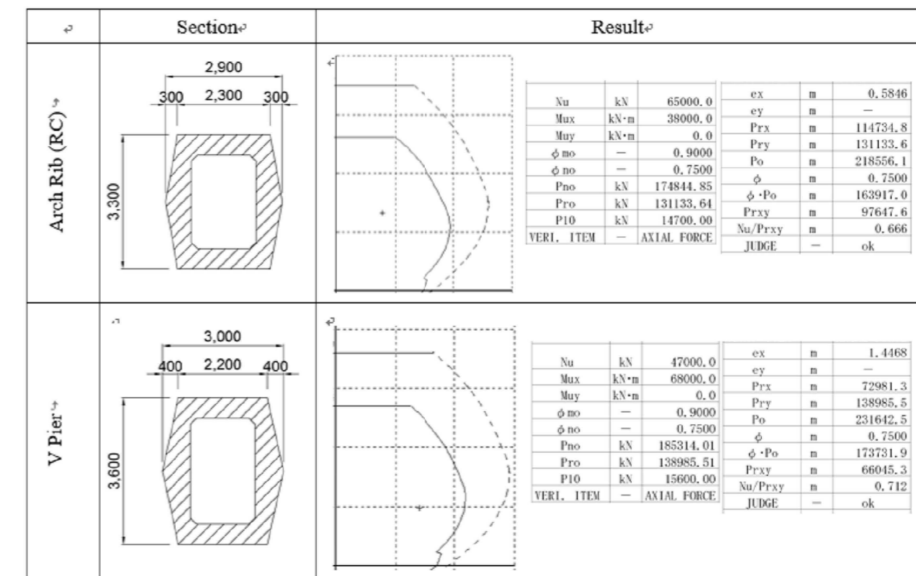 Section
Result
Arch Rib (RC)
2,900
300 2,300 300
3,300
Nu kN 65000.0
Mux kN·m 38000.0
Muy kN·m 0.0
ϕmo — 0.9000
ϕno — 0.7500
Pno kN 174844.85
Pro kN 131133.64
P10 kN 14700.00
VERI. ITEM — AXIAL FORCE
ex m 0.5846
ey m —
Prx m 114734.8
Pry m 131133.6
Po m 218556.1
ϕ m 0.7500
ϕ·Po m 163917.0
Prxy m 97647.6
Nu/Prxy m 0.666
JUDGE — ok
V Pier
3,000
400 2,200 400
3,600
Nu kN 47000.0
Mux kN·m 68000.0
Muy kN·m 0.0
ϕmo — 0.9000
ϕno — 0.7500
Pno kN 185314.01
Pro kN 138985.51
P10 kN 15600.00
VERI. ITEM — AXIAL FORCE
ex m 1.4468
ey m —
Prx m 72981.3
Pry m 138985.5
Po m 231642.5
ϕ m 0.7500
ϕ·Po m 173731.9
Prxy m 66045.3
Nu/Prxy m 0.712
JUDGE — ok